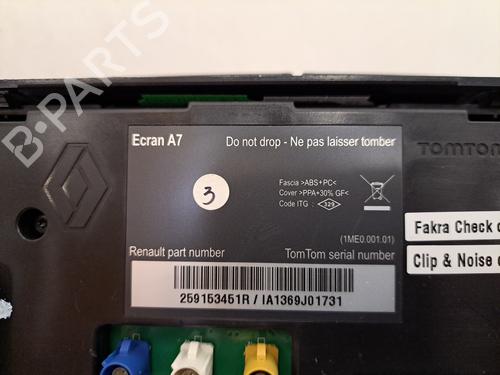 B-PARTS
Ecran A7
Do not drop - Ne pas laisser tomber
TOMTOM
3
Fascia >ABS+PC<
Cover >PPA+30% GF<
Code ITG : 329
(1ME0.001.01)
Fakra Check
Clip & Noise
Renault part number
TomTom serial number
259153451R / IA1369J01731